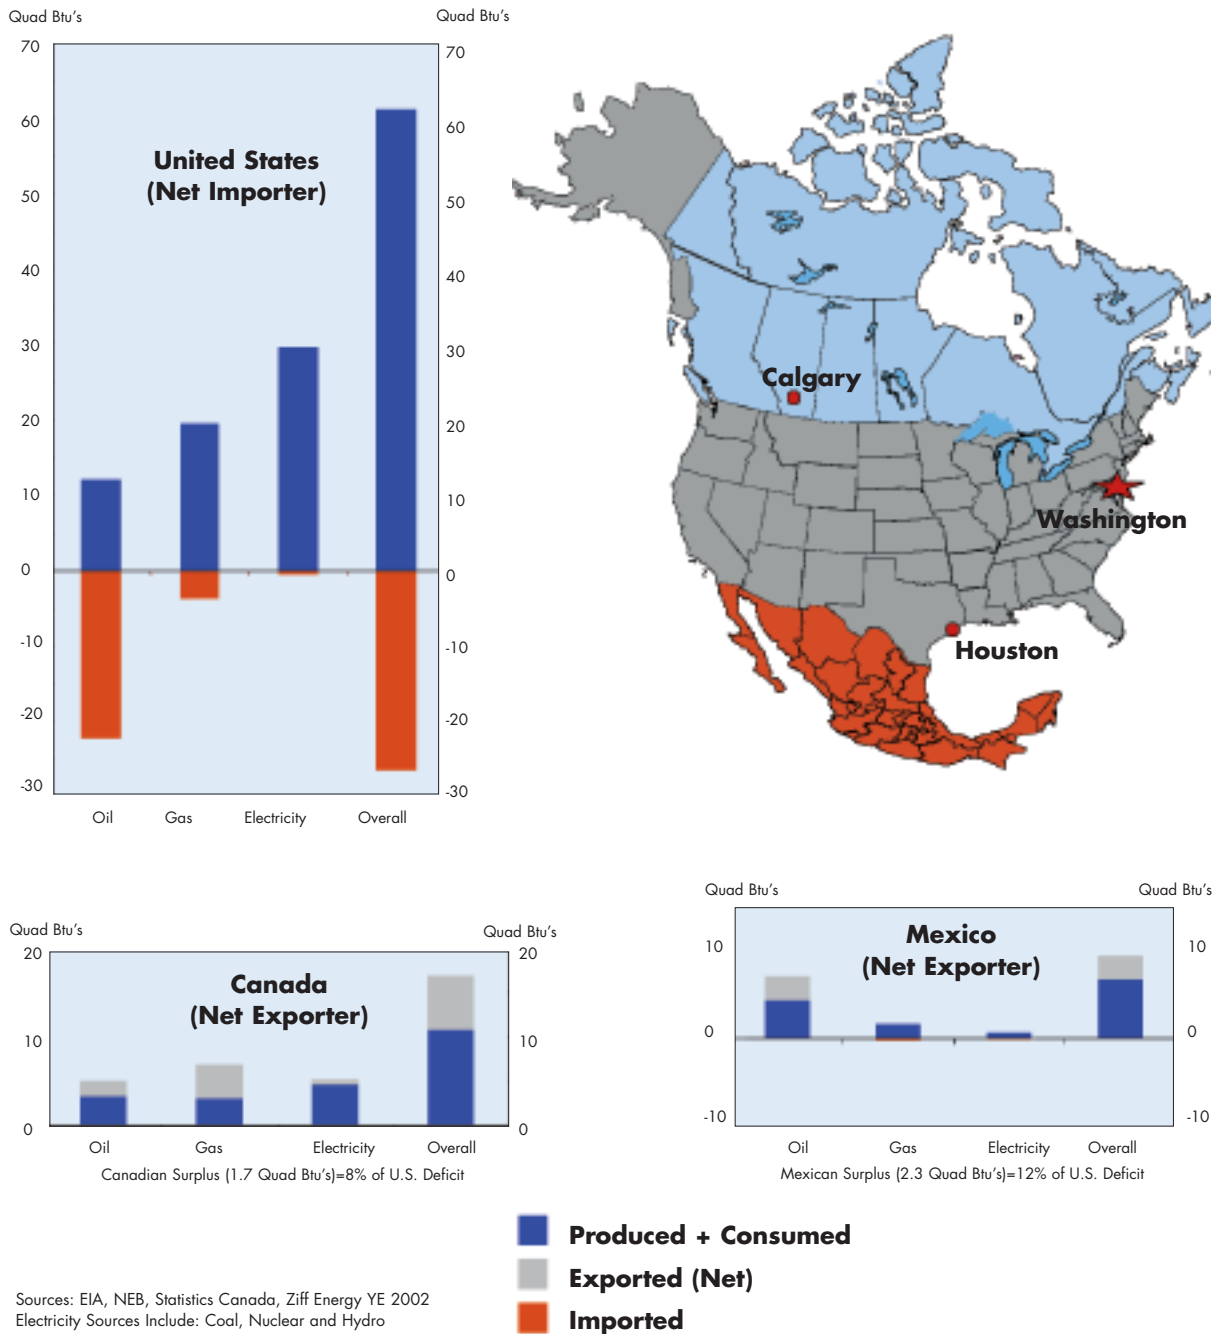 Quad Btu's
Quad Btu's
70
60
50
40
30
20
10
0
-10
-20
-30
70
60
50
40
30
20
10
0
-10
-20
-30
United States
(Net Importer)
Oil
Gas
Electricity
Overall
Calgary
Washington
Houston
Quad Btu's
Quad Btu's
20
10
0
20
10
0
Canada
(Net Exporter)
Oil
Gas
Electricity
Overall
Canadian Surplus (1.7 Quad Btu's)=8% of U.S. Deficit
Quad Btu's
Quad Btu's
10
0
-10
10
0
-10
Mexico
(Net Exporter)
Oil
Gas
Electricity
Overall
Mexican Surplus (2.3 Quad Btu's)=12% of U.S. Deficit
Produced + Consumed
Exported (Net)
Imported
Sources: EIA, NEB, Statistics Canada, Ziff Energy YE 2002
Electricity Sources Include: Coal, Nuclear and Hydro